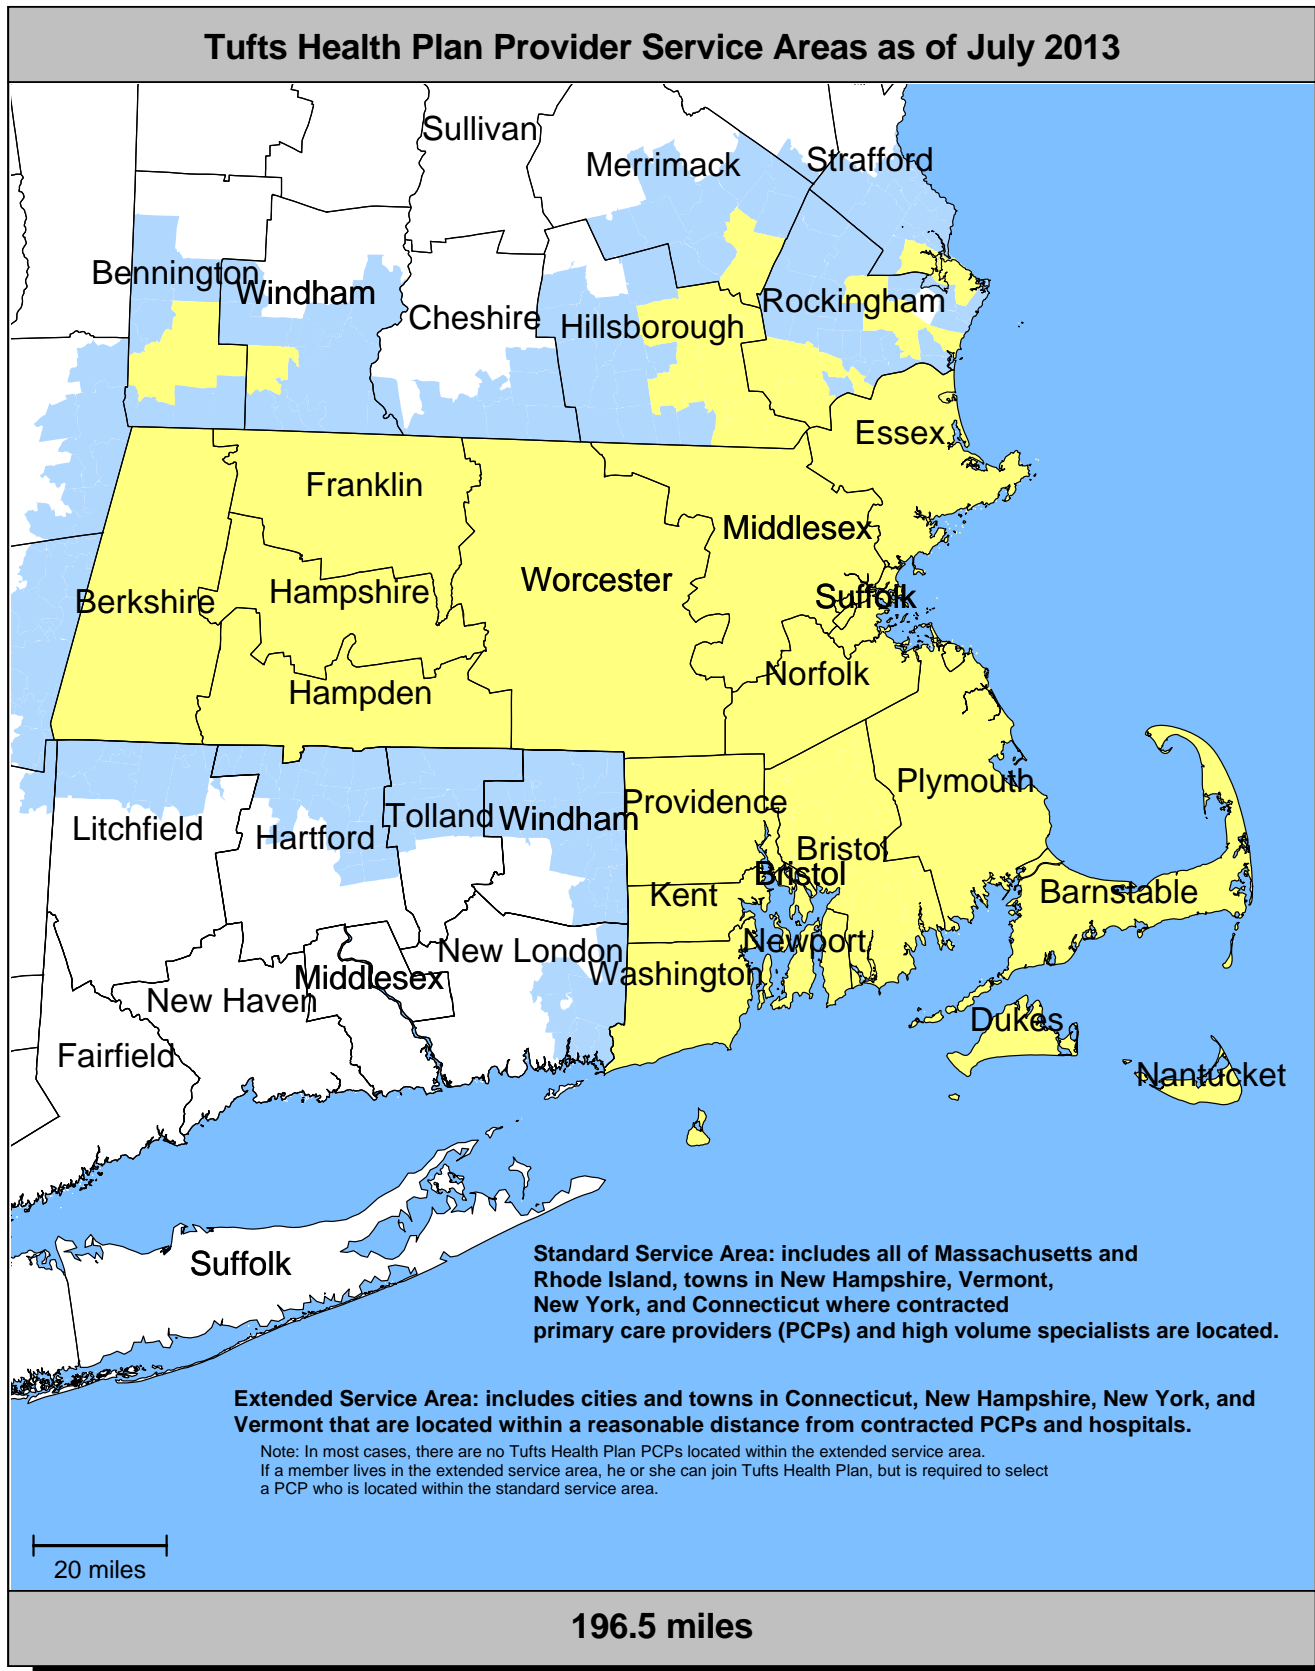 Tufts Health Plan Provider Service Areas as of July 2013
Sullivan
Merrimack
Strafford
Bennington
Windham
Cheshire
Hillsborough
Rockingham
Essex
Franklin
Middlesex
Worcester
Hampshire
Berkshire
Suffolk
Norfolk
Hampden
Plymouth
Providence
Tolland
Windham
Litchfield
Hartford
Bristol
Bristol
Kent
Barnstable
New London
Newport
Washington
Middlesex
New Haven
Dukes
Fairfield
Nantucket
Suffolk
Standard Service Area: includes all of Massachusetts and
Rhode Island, towns in New Hampshire, Vermont,
New York, and Connecticut where contracted
primary care providers (PCPs) and high volume specialists are located.
Extended Service Area: includes cities and towns in Connecticut, New Hampshire, New York, and
Vermont that are located within a reasonable distance from contracted PCPs and hospitals.
Note: In most cases, there are no Tufts Health Plan PCPs located within the extended service area.
If a member lives in the extended service area, he or she can join Tufts Health Plan, but is required to select
a PCP who is located within the standard service area.
20 miles
196.5 miles